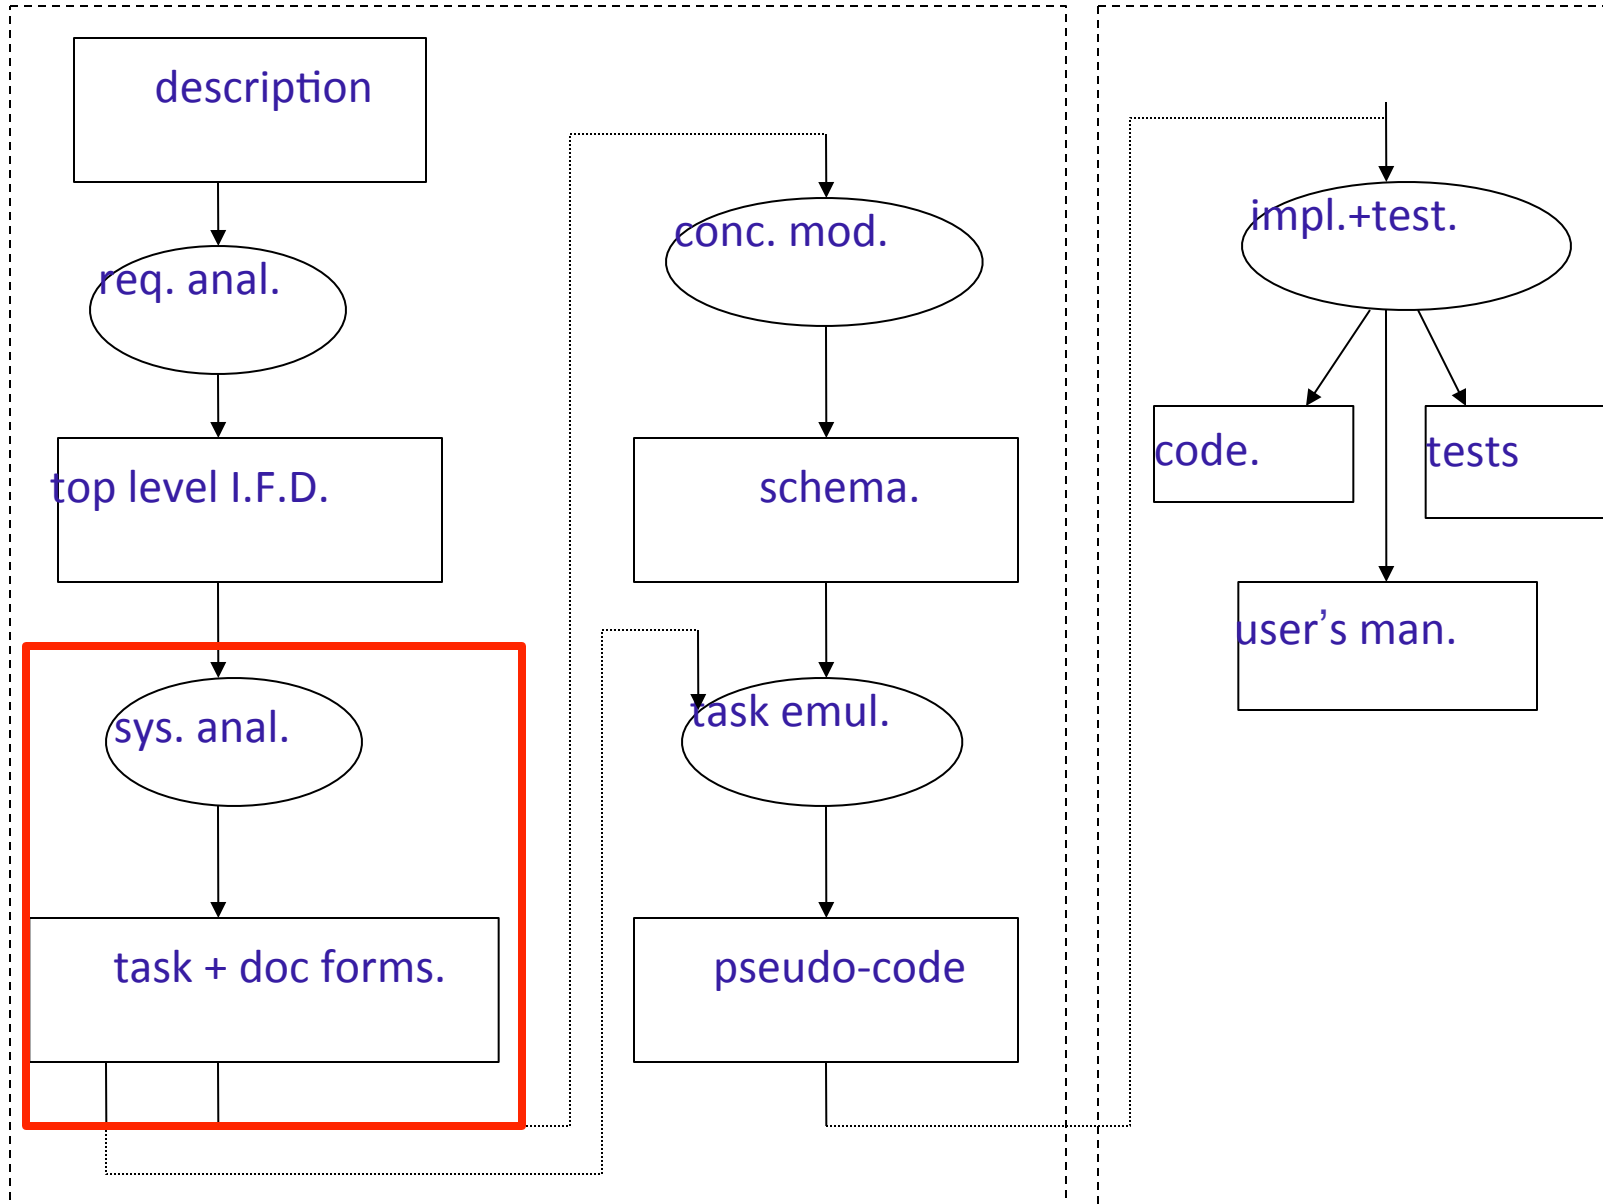 description
req. anal.
top level I.F.D.
sys. anal.
task + doc forms.
conc. mod.
schema.
task emul.
pseudo-code
impl.+test.
code.
tests
user’s man.